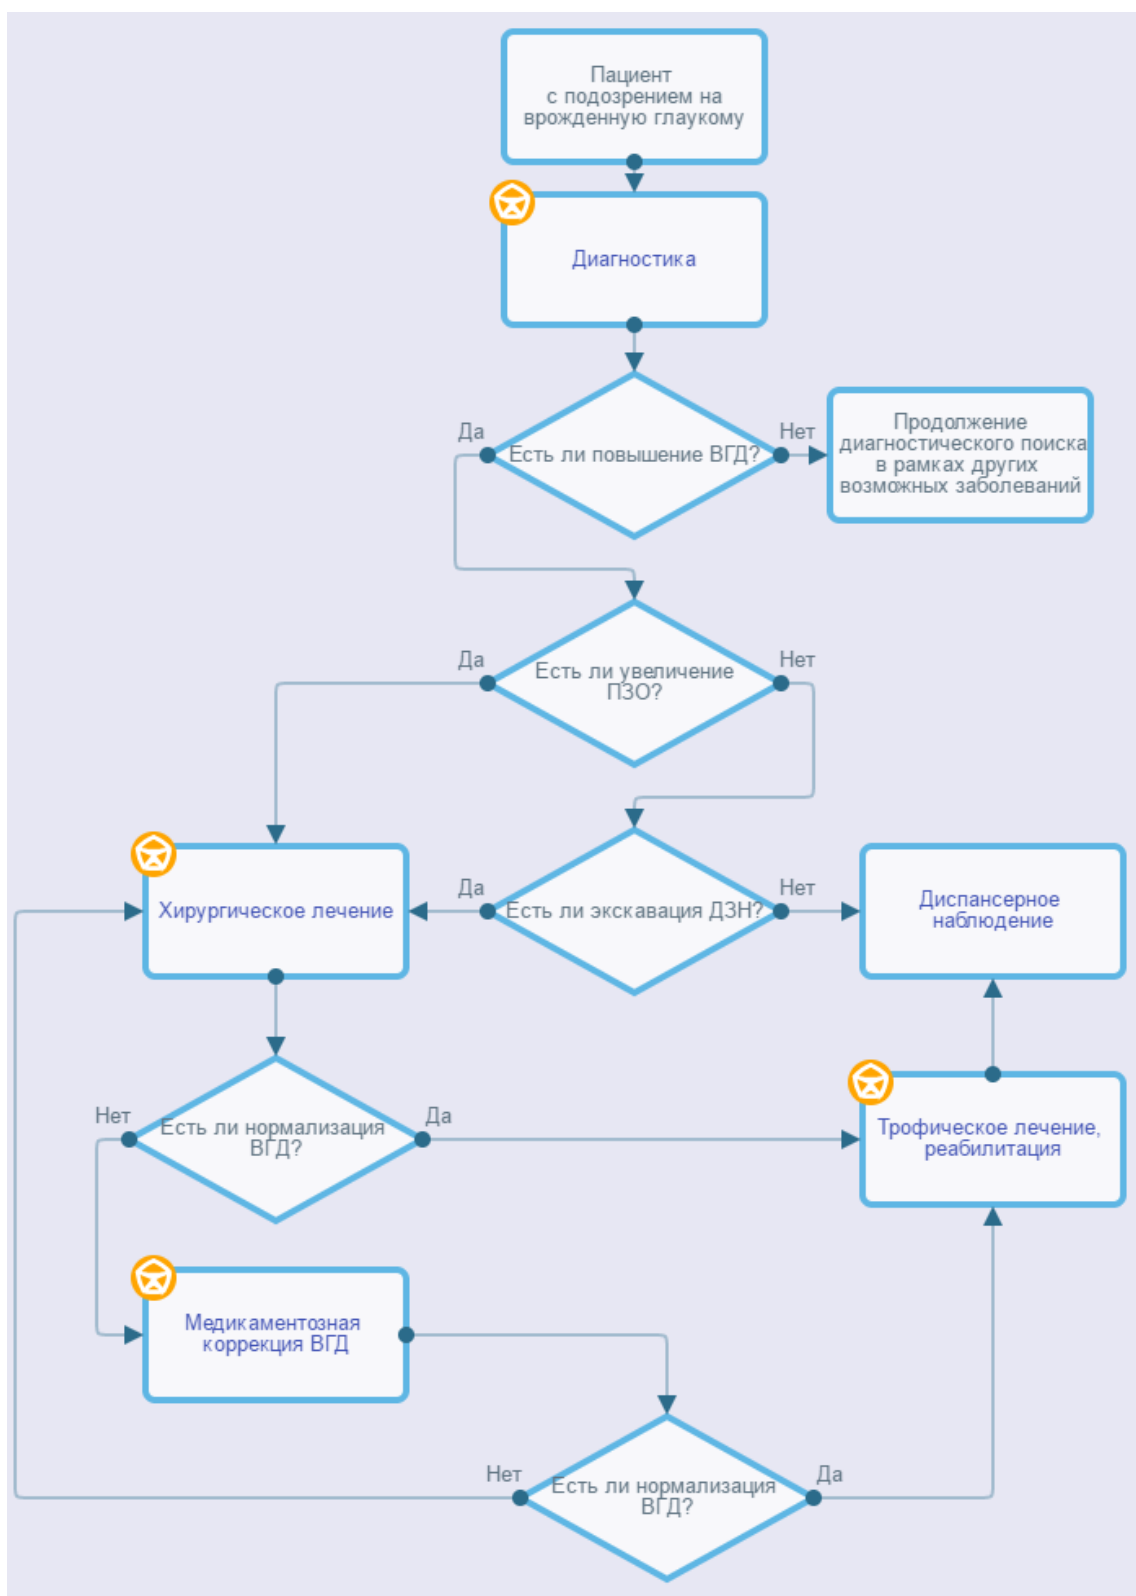 Пациент
с подозрением на
врожденную глаукому
Диагностика
Да
Нет
Есть ли повышение ВГД?
Продолжение
диагностического поиска
в рамках других
возможных заболеваний
Да
Нет
Есть ли увеличение
ПЗО?
Хирургическое лечение
Да
Нет
Есть ли экскавация ДЗН?
Диспансерное
наблюдение
Нет
Да
Есть ли нормализация
ВГД?
Трофическое лечение,
реабилитация
Медикаментозная
коррекция ВГД
Нет
Да
Есть ли нормализация
ВГД?